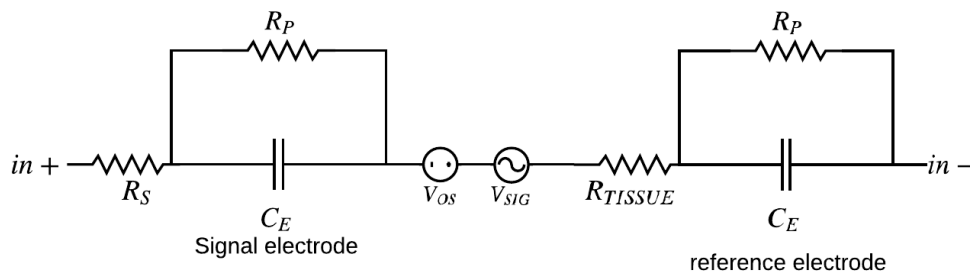 R_P
R_P
in +
R_S
C_E
Signal electrode
V_OS
V_SIG
R_TISSUE
C_E
reference electrode
in −